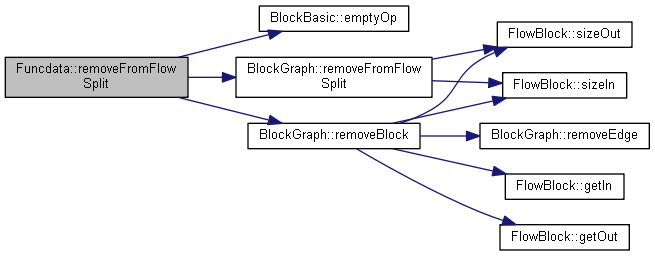 BlockBasic::emptyOp
FlowBlock::sizeOut
Funcdata::removeFromFlow
Split
BlockGraph::removeFromFlow
Split
FlowBlock::sizeIn
BlockGraph::removeBlock
BlockGraph::removeEdge
FlowBlock::getIn
FlowBlock::getOut